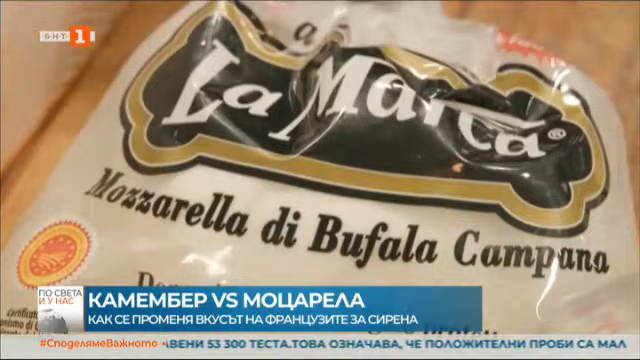 БНТ 1
La Marca®
Mozzarella di Bufala Campana
ПО СВЕТА
И У НАС
КАМЕМБЕР VS МОЦАРЕЛА
КАК СЕ ПРОМЕНЯ ВКУСЪТ НА ФРАНЦУЗИТЕ ЗА СИРЕНА
#СподелямеВажното
АВЕНИ 53 300 ТЕСТА.ТОВА ОЗНАЧАВА, ЧЕ ПОЛОЖИТЕЛНИ ПРОБИ СА МАЛ